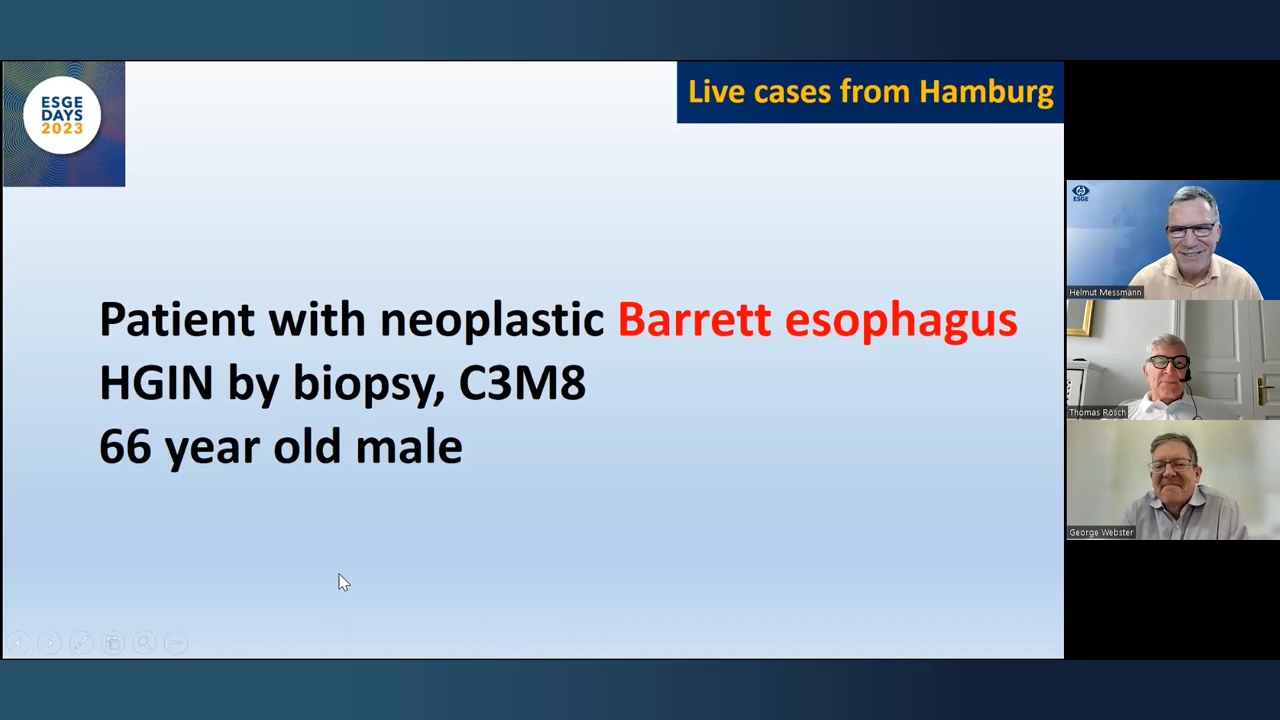 ESGE
DAYS
2023
Live cases from Hamburg
Patient with neoplastic Barrett esophagus
HGIN by biopsy, C3M8
66 year old male
ESGE
Helmut Messmann
Thomas Rösch
George Webster